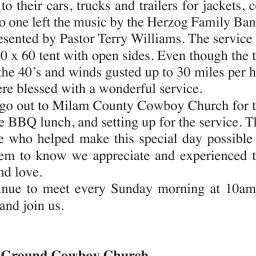 to their cars, trucks and trailers for jackets, c
o one left the music by the Herzog Family Ban
esented by Pastor Terry Williams. The service
0 x 60 tent with open sides. Even though the t
the 40's and winds gusted up to 30 miles per h
ere blessed with a wonderful service.
go out to Milam County Cowboy Church for t
e BBQ lunch, and setting up for the service. Th
e who helped make this special day possible
em to know we appreciate and experienced t
nd love.
nue to meet every Sunday morning at 10am
and join us.
Ground Cowboy Church